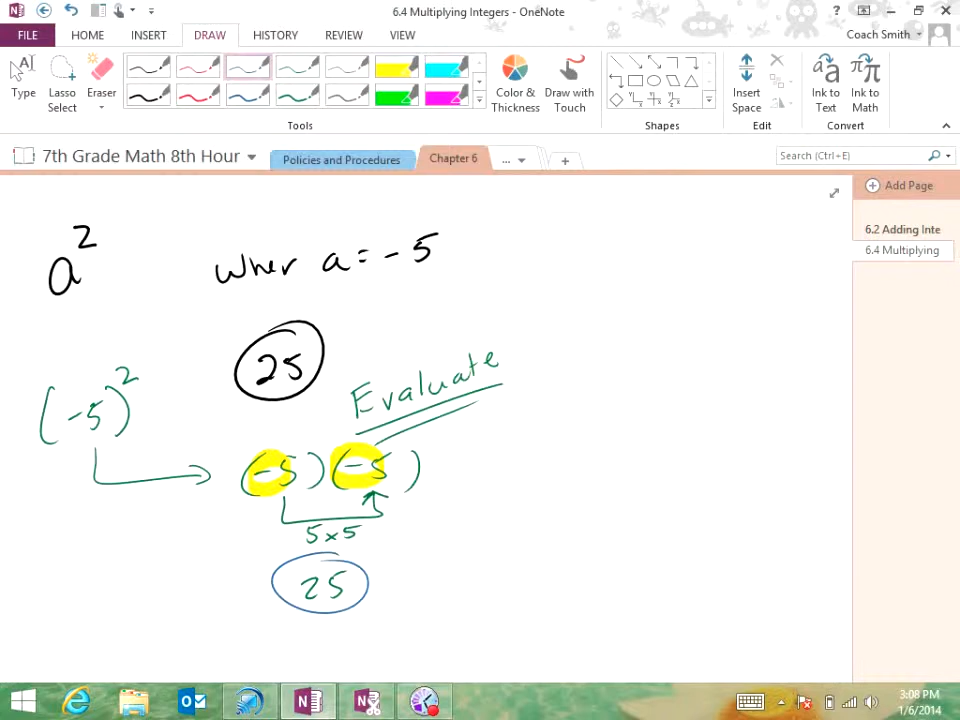 6.4 Multiplying Integers - OneNote
?
FILE HOME INSERT DRAW HISTORY REVIEW VIEW
Coach Smith
Type
Lasso Select
Eraser
Color & Thickness
Draw with Touch
Insert Space
Ink to Text
Ink to Math
Tools
Shapes
Edit
Convert
7th Grade Math 8th Hour
Policies and Procedures
Chapter 6
...
+
Search (Ctrl+E)
Add Page
6.2 Adding Inte
6.4 Multiplying
a² wher a = -5
25
Evaluate
(-5)²
(-5)(-5)
5x5
25
3:08 PM
1/6/2014